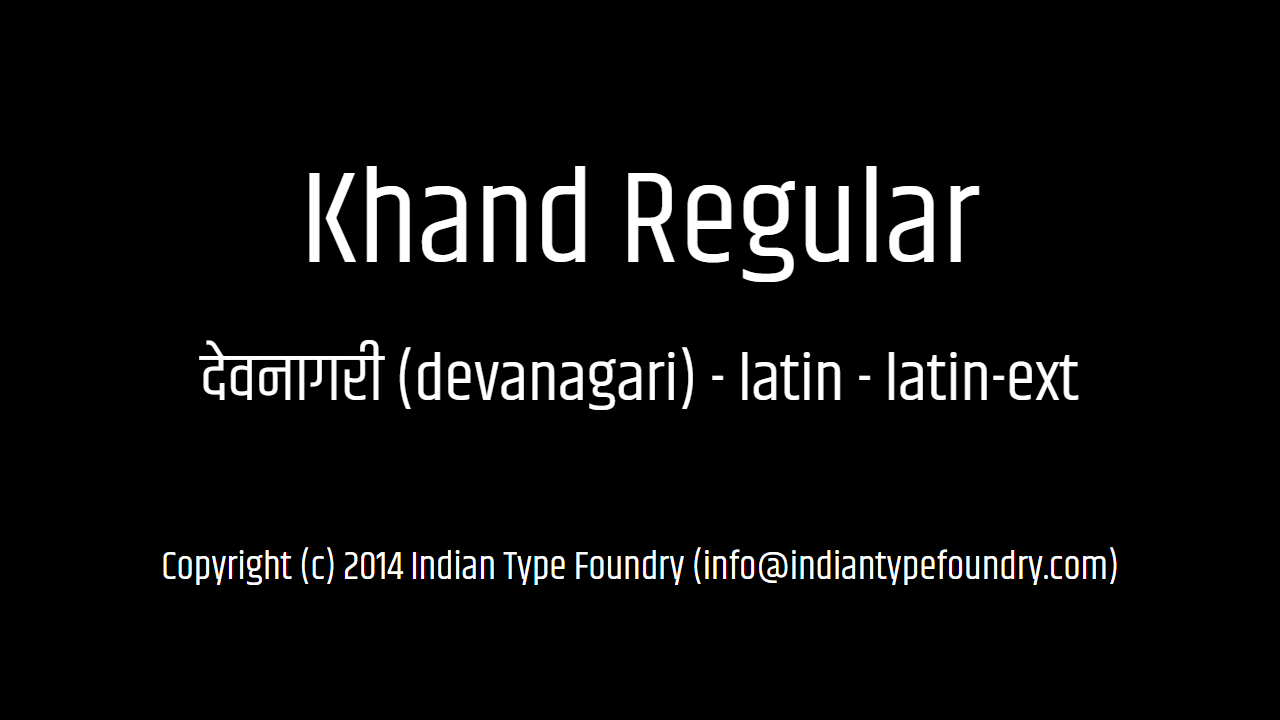 Khand Regular
देवनागरी (devanagari) - latin - latin-ext
Copyright (c) 2014 Indian Type Foundry (info@indiantypefoundry.com)